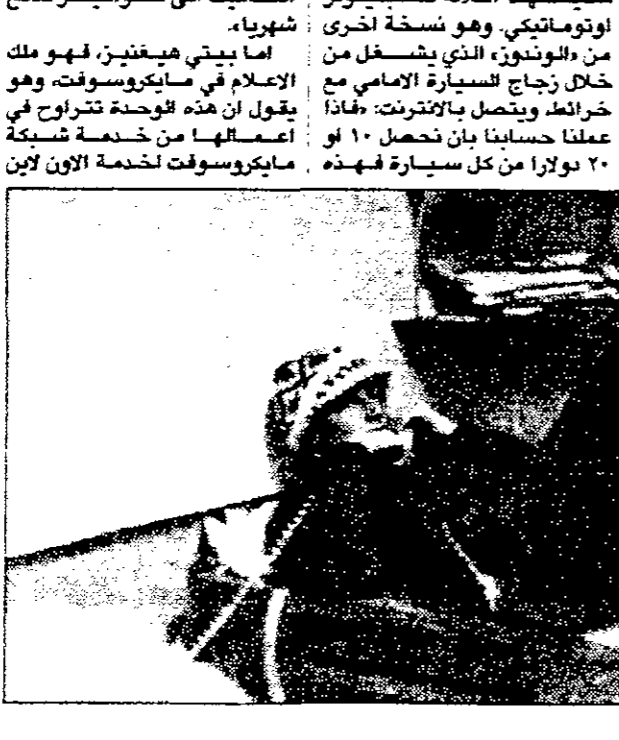 اوتوماتيكي. وهو نسخة اخرى
من «الوندوز» الذي يشغل من
خلال زجاج السيارة الامامي مع
خرائط، ويتصل بالانترنت: «فاذا
عملنا حسابنا بان نحصل ١٠ او
٢٠ دولارا من كل سيارة فهذه
شهريا».
اما بيتي هيغنيز، فهو ملك
الاعلام في مايكروسوفت، وهو
يقول ان هذه الوحدة تتراوح في
اعمالها من خدمة شبكة
مايكروسوفت لخدمة الاون لاين